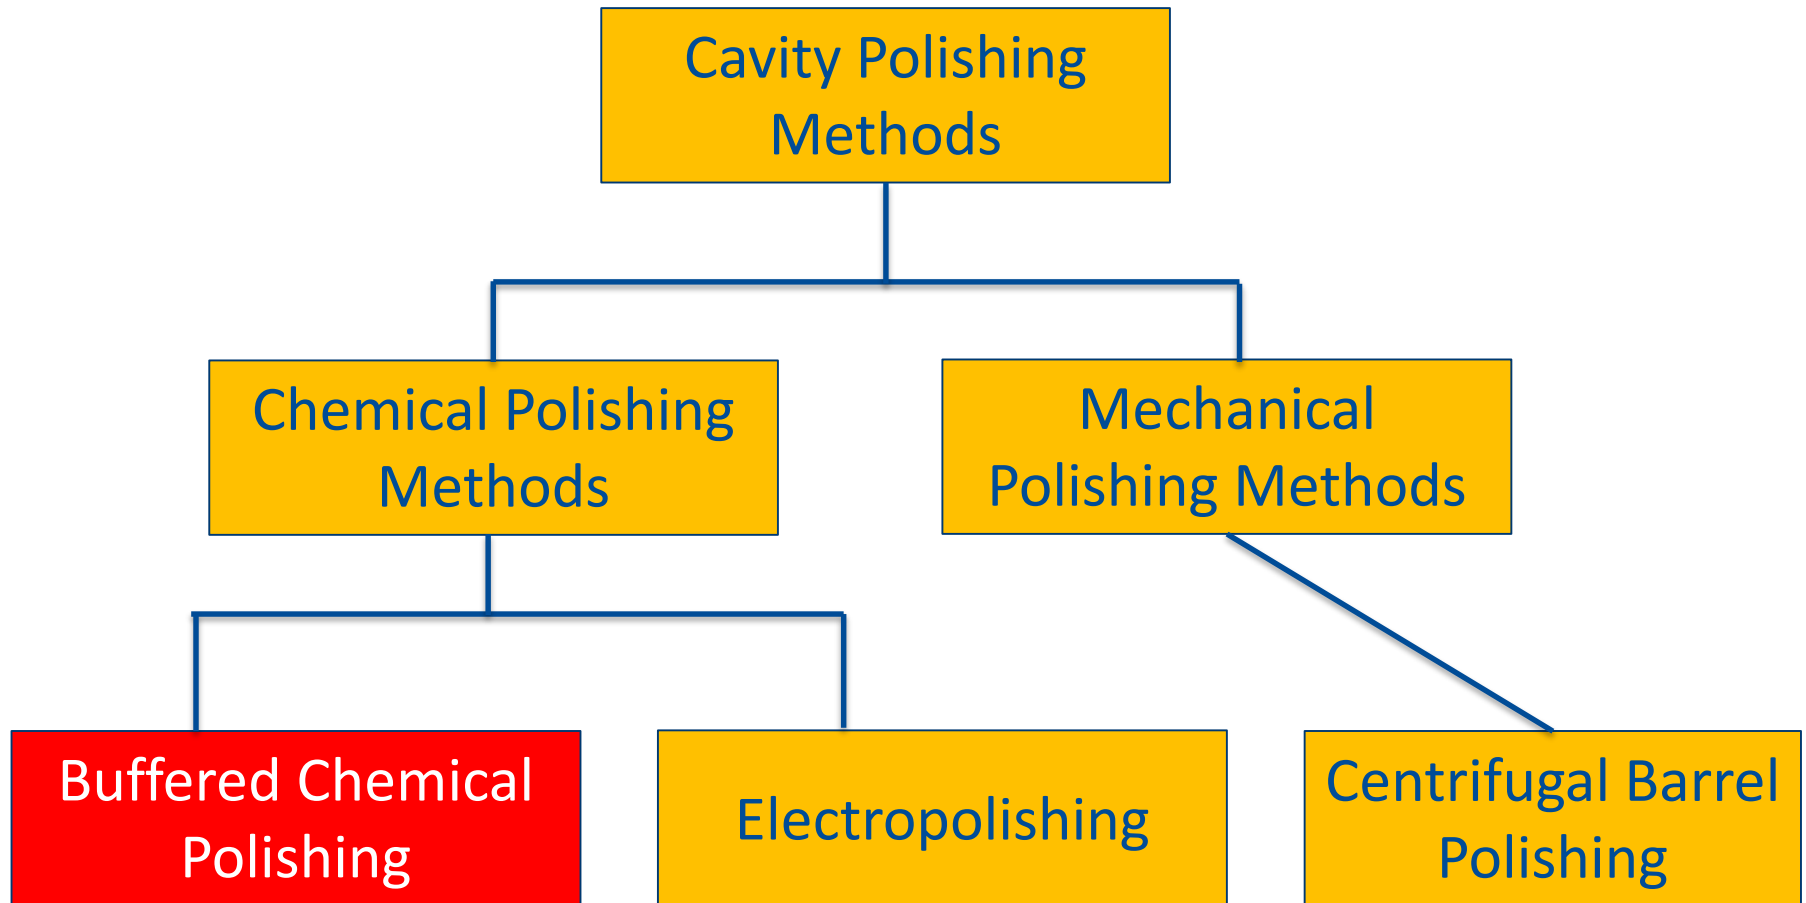 Cavity Polishing
Methods
Chemical Polishing
Methods
Mechanical
Polishing Methods
Buffered Chemical
Polishing
Electropolishing
Centrifugal Barrel
Polishing